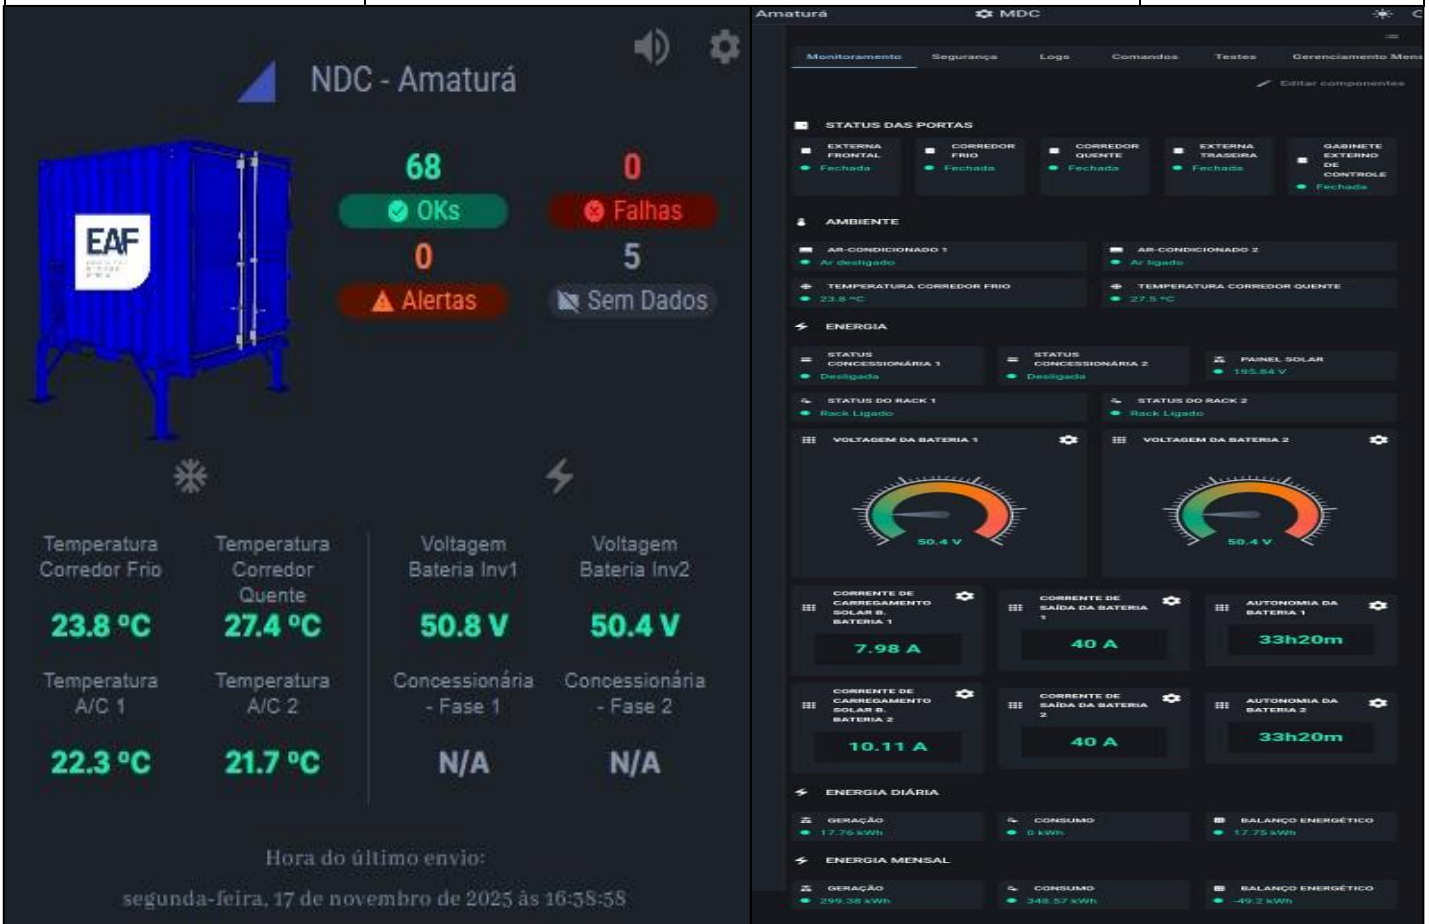 NDC - Amaturá
68
0
OKs
Falhas
0
5
Alertas
Sem Dados
EAF
Temperatura
Corredor Frio
Temperatura
Corredor
Quente
Voltagem
Bateria Inv1
Voltagem
Bateria Inv2
23.8 ºC
27.4 ºC
50.8 V
50.4 V
Temperatura
A/C 1
Temperatura
A/C 2
Concessionária
- Fase 1
Concessionária
- Fase 2
22.3 ºC
21.7 ºC
N/A
N/A
Hora do último envio:
segunda-feira, 17 de novembro de 2025 às 16:38:58
Amaturá
MDC
Monitoramento
Segurança
Logs
Comandos
Testes
Gerenciamento Mens
Editar componentes
STATUS DAS PORTAS
EXTERNA
FRONTAL
Fechada
CORREDOR
FRIO
Fechada
CORREDOR
QUENTE
Fechada
EXTERNA
TRASEIRA
Fechada
GABINETE
EXTERNO
DE
CONTROLE
Fechada
AMBIENTE
AR-CONDICIONADO 1
Ar desligado
AR-CONDICIONADO 2
Ar ligado
TEMPERATURA CORREDOR FRIO
23.8 ºC
TEMPERATURA CORREDOR QUENTE
27.5 ºC
ENERGIA
STATUS
CONCESSIONÁRIA 1
Desligada
STATUS
CONCESSIONÁRIA 2
Desligada
PAINEL SOLAR
195.84 V
STATUS DO RACK 1
Rack Ligado
STATUS DO RACK 2
Rack Ligado
VOLTAGEM DA BATERIA 1
50.4 V
VOLTAGEM DA BATERIA 2
50.4 V
CORRENTE DE
CARREGAMENTO
SOLAR B.
BATERIA 1
7.98 A
CORRENTE DE
SAÍDA DA BATERIA
1
40 A
AUTONOMIA DA
BATERIA 1
33h20m
CORRENTE DE
CARREGAMENTO
SOLAR B.
BATERIA 2
10.11 A
CORRENTE DE
SAÍDA DA BATERIA
2
40 A
AUTONOMIA DA
BATERIA 2
33h20m
ENERGIA DIÁRIA
GERAÇÃO
17.76 kWh
CONSUMO
0 kWh
BALANÇO ENERGÉTICO
17.75 kWh
ENERGIA MENSAL
GERAÇÃO
299.38 kWh
CONSUMO
348.57 kWh
BALANÇO ENERGÉTICO
-49.2 kWh